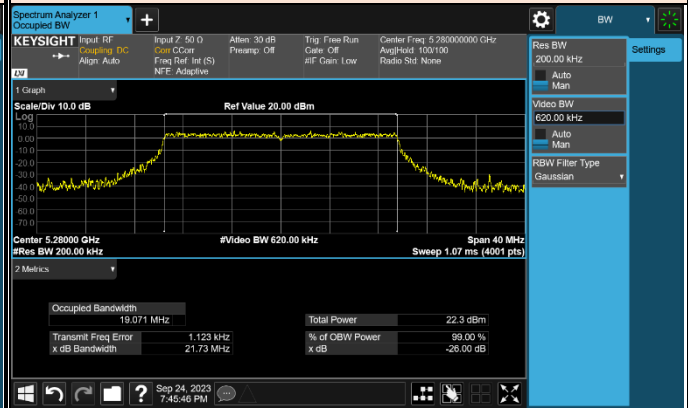 Spectrum Analyzer 1
Occupied BW
+
BW
KEYSIGHT
Input: RF
Coupling: DC
Align: Auto
Input Z: 50 Ω
Corr CCorr
Freq Ref: Int (S)
NFE: Adaptive
Atten: 30 dB
Preamp: Off
Trig: Free Run
Gate: Off
#IF Gain: Low
Center Freq: 5.280000000 GHz
Avg|Hold: 100/100
Radio Std: None
LXI
1 Graph
Scale/Div 10.0 dB
Ref Value 20.00 dBm
Log
10.0
0.00
-10.0
-20.0
-30.0
-40.0
-50.0
-60.0
-70.0
Center 5.28000 GHz
#Video BW 620.00 kHz
Span 40 MHz
#Res BW 200.00 kHz
Sweep 1.07 ms (4001 pts)
2 Metrics
Occupied Bandwidth
19.071 MHz
Total Power 22.3 dBm
Transmit Freq Error 1.123 kHz
% of OBW Power 99.00 %
x dB Bandwidth 21.73 MHz
x dB -26.00 dB
Res BW
200.00 kHz
Auto
Man
Video BW
620.00 kHz
Auto
Man
RBW Filter Type
Gaussian
Settings
?
Sep 24, 2023
7:45:46 PM